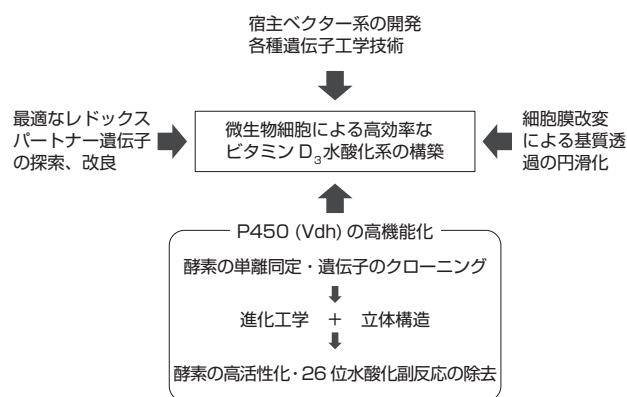 宿主ベクター系の開発
各種遺伝子工学技術
最適なレドックス
パートナー遺伝子
の探索、改良
微生物細胞による高効率な
ビタミンD3水酸化系の構築
細胞膜改変
による基質透
過の円滑化
P450 (Vdh) の高機能化
酵素の単離同定・遺伝子のクローニング
進化工学 + 立体構造
酵素の高活性化・26位水酸化副反応の除去